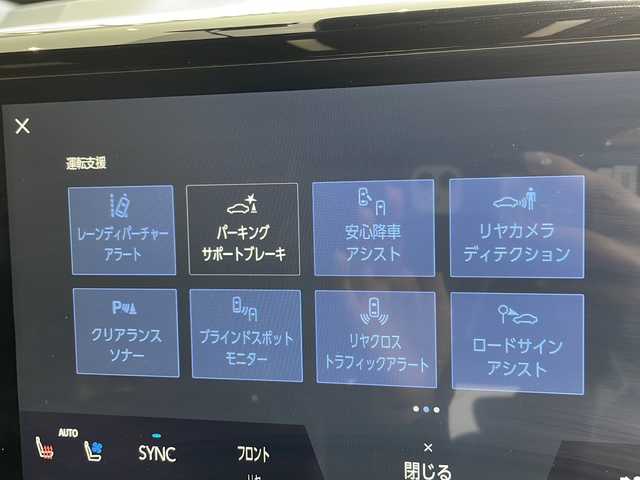 運転支援
レーンディパーチャー
アラート
パーキング
サポートブレーキ
安心降車
アシスト
リヤカメラ
ディテクション
クリアランス
ソナー
ブラインドスポット
モニター
リヤクロス
トラフィックアラート
ロードサイン
アシスト
AUTO
SYNC
フロント
閉じる